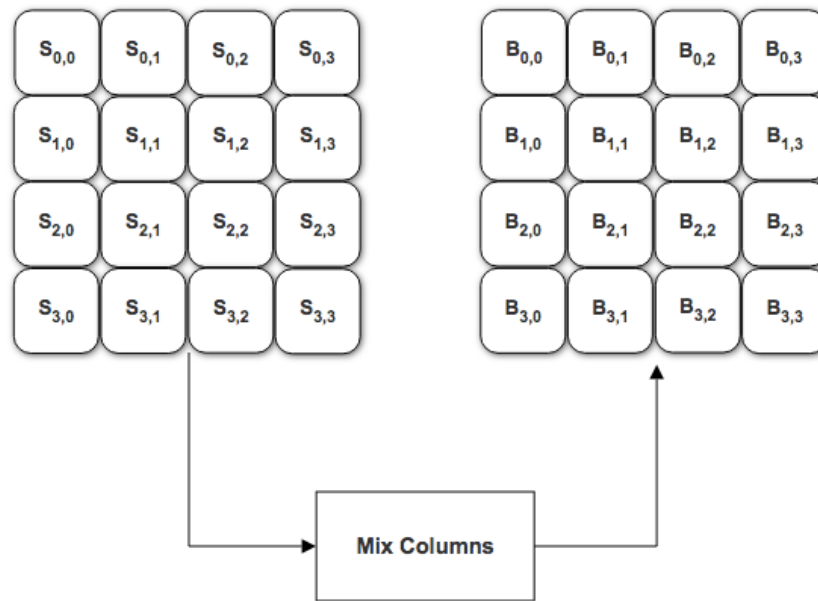 S0,0 S0,1 S0,2 S0,3 B0,0 B0,1 B0,2 B0,3
S1,0 S1,1 S1,2 S1,3 B1,0 B1,1 B1,2 B1,3
S2,0 S2,1 S2,2 S2,3 B2,0 B2,1 B2,2 B2,3
S3,0 S3,1 S3,2 S3,3 B3,0 B3,1 B3,2 B3,3
Mix Columns